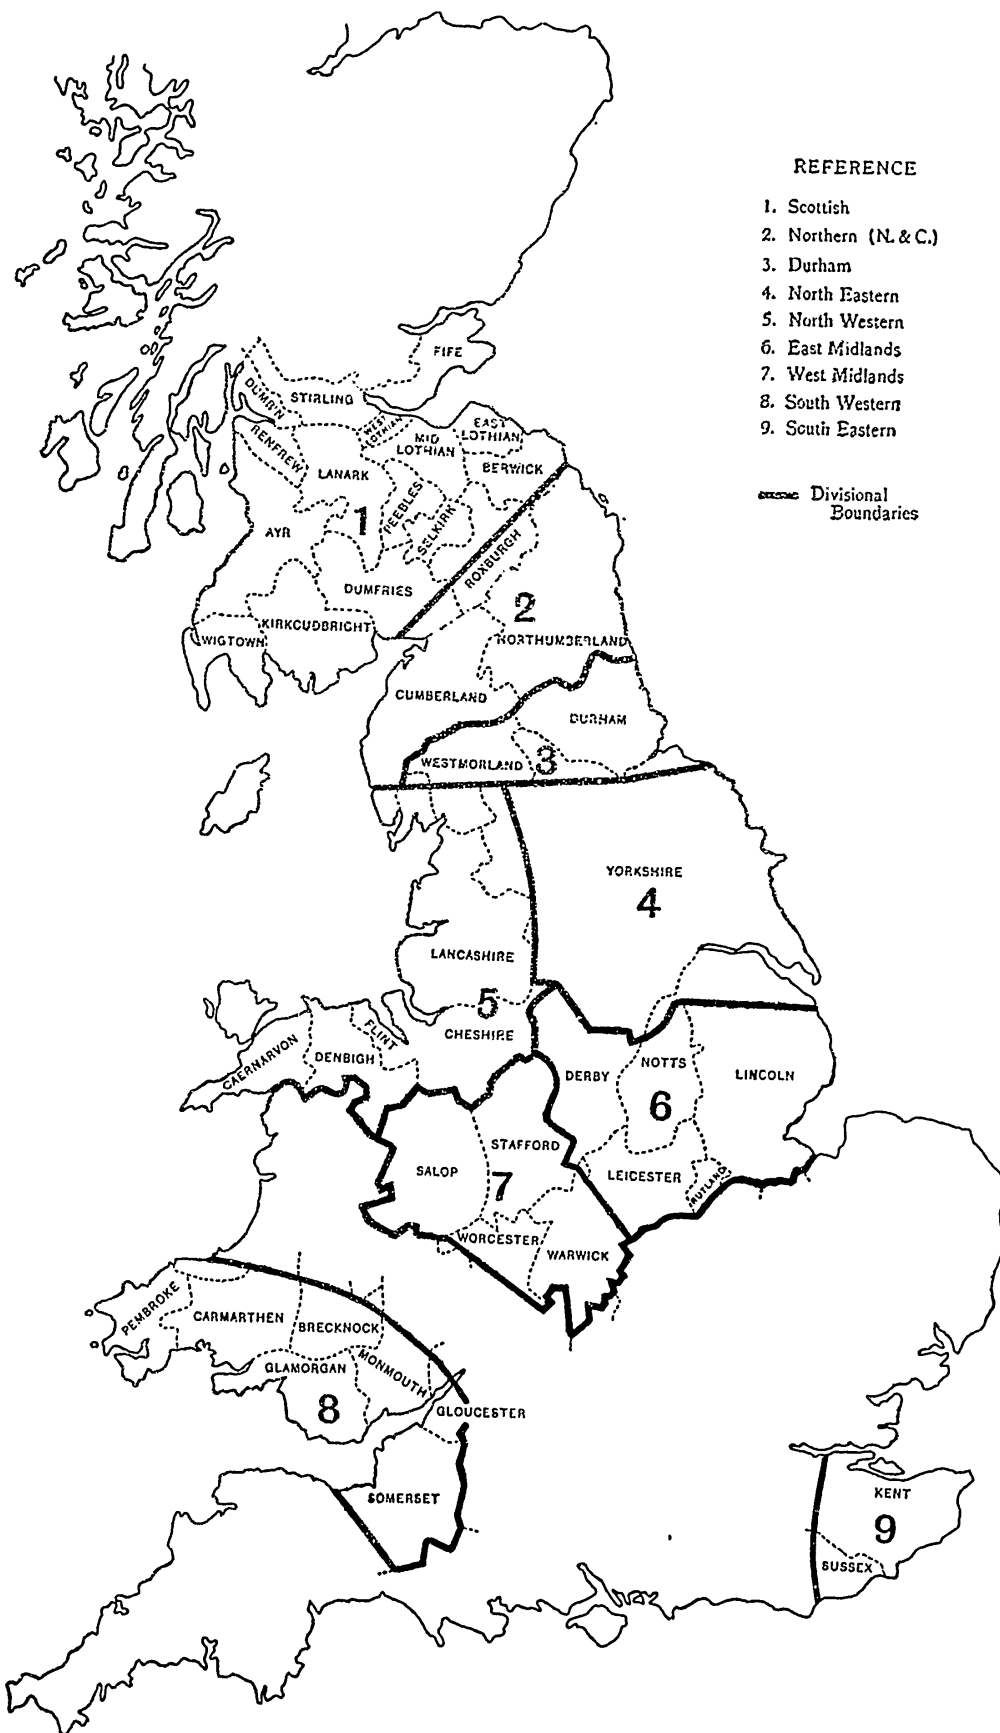 REFERENCE
1. Scottish
2. Northern (N. & C.)
3. Durham
4. North Eastern
5. North Western
6. East Midlands
7. West Midlands
8. South Western
9. South Eastern
Divisional
Boundaries
FIFE
DUMB'N
STIRLING
WEST
LOTHIAN
MID
LOTHIAN
EAST
LOTHIAN
RENFREW
LANARK
BERWICK
PEEBLES
SELKIRK
AYR
1
ROXBURGH
DUMFRIES
2
KIRKCUDBRIGHT
WIGTOWN
NORTHUMBERLAND
CUMBERLAND
DURHAM
WESTMORLAND
3
YORKSHIRE
4
LANCASHIRE
5
CHESHIRE
FLINT
DENBIGH
CAERNARVON
DERBY
NOTTS
LINCOLN
6
STAFFORD
SALOP
7
LEICESTER
RUTLAND
WORCESTER
WARWICK
PEMBROKE
CARMARTHEN
BRECKNOCK
GLAMORGAN
MONMOUTH
8
GLOUCESTER
SOMERSET
KENT
9
SUSSEX